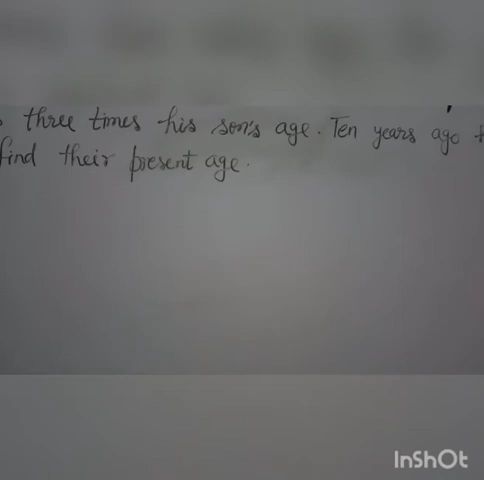 three times his son's age. Ten years ago
find their present age.
InShOt